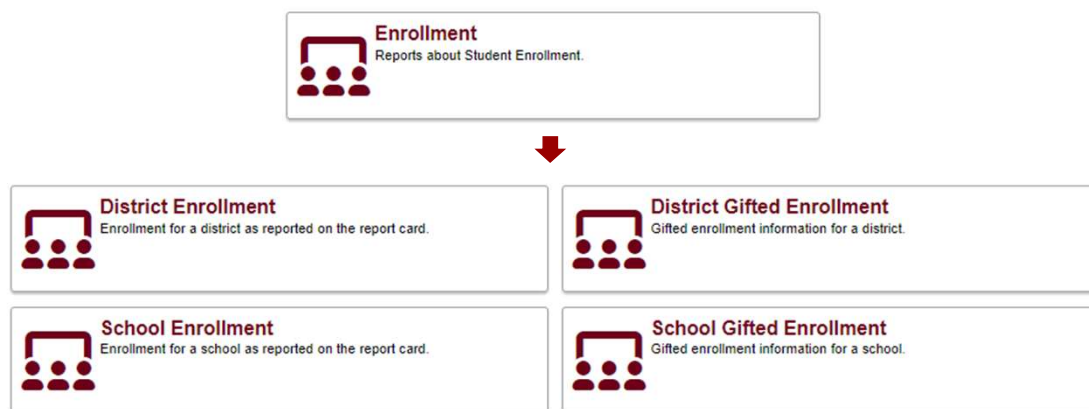 Enrollment
Reports about Student Enrollment.
District Enrollment
Enrollment for a district as reported on the report card.
District Gifted Enrollment
Gifted enrollment information for a district.
School Enrollment
Enrollment for a school as reported on the report card.
School Gifted Enrollment
Gifted enrollment information for a school.